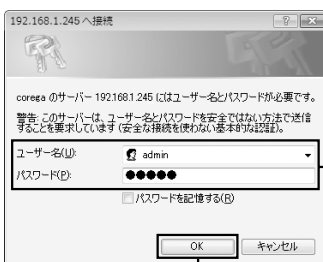 192.168.1.245 へ接続
corega のサーバー 192.168.1.245 にはユーザー名とパスワードが必要です。
警告: このサーバーは、ユーザー名とパスワードを安全ではない方法で送信
することを要求しています (安全な接続を使わない基本的な認証)。
ユーザー名(U):
admin
パスワード(P):
●●●●●
パスワードを記憶する(R)
OK
キャンセル